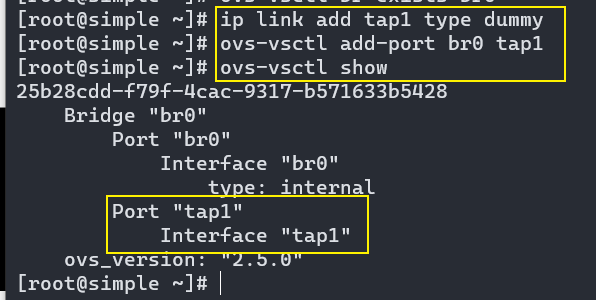 [root@simple ~]# ip link add tap1 type dummy
[root@simple ~]# ovs-vsctl add-port br0 tap1
[root@simple ~]# ovs-vsctl show
25b28cdd-f79f-4cac-9317-b571633b5428
    Bridge "br0"
        Port "br0"
            Interface "br0"
                type: internal
        Port "tap1"
            Interface "tap1"
    ovs_version: "2.5.0"
[root@simple ~]#